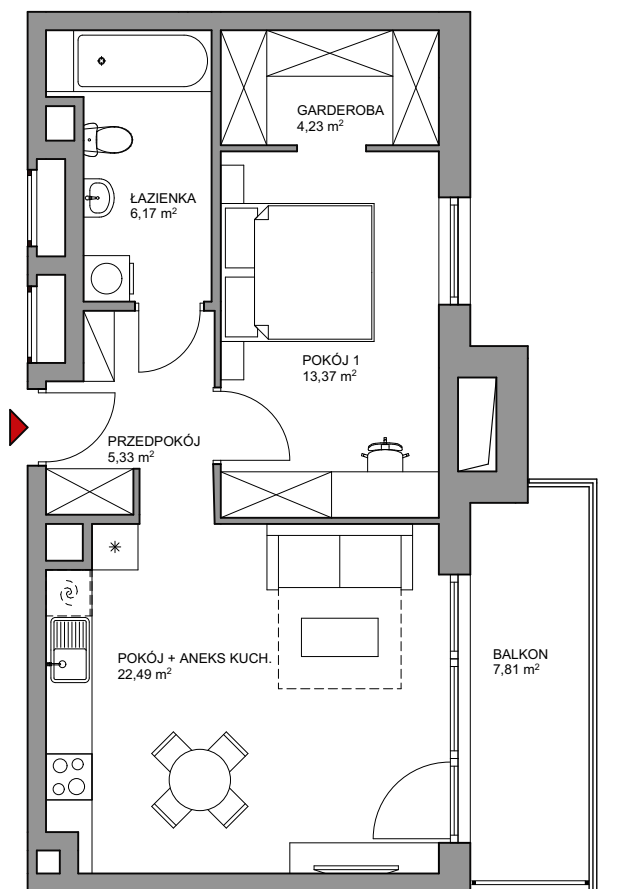 GARDEROBA
4,23 m²
ŁAZIENKA
6,17 m²
POKÓJ 1
13,37 m²
PRZEDPOKÓJ
5,33 m²
POKÓJ + ANEKS KUCH.
22,49 m²
BALKON
7,81 m²